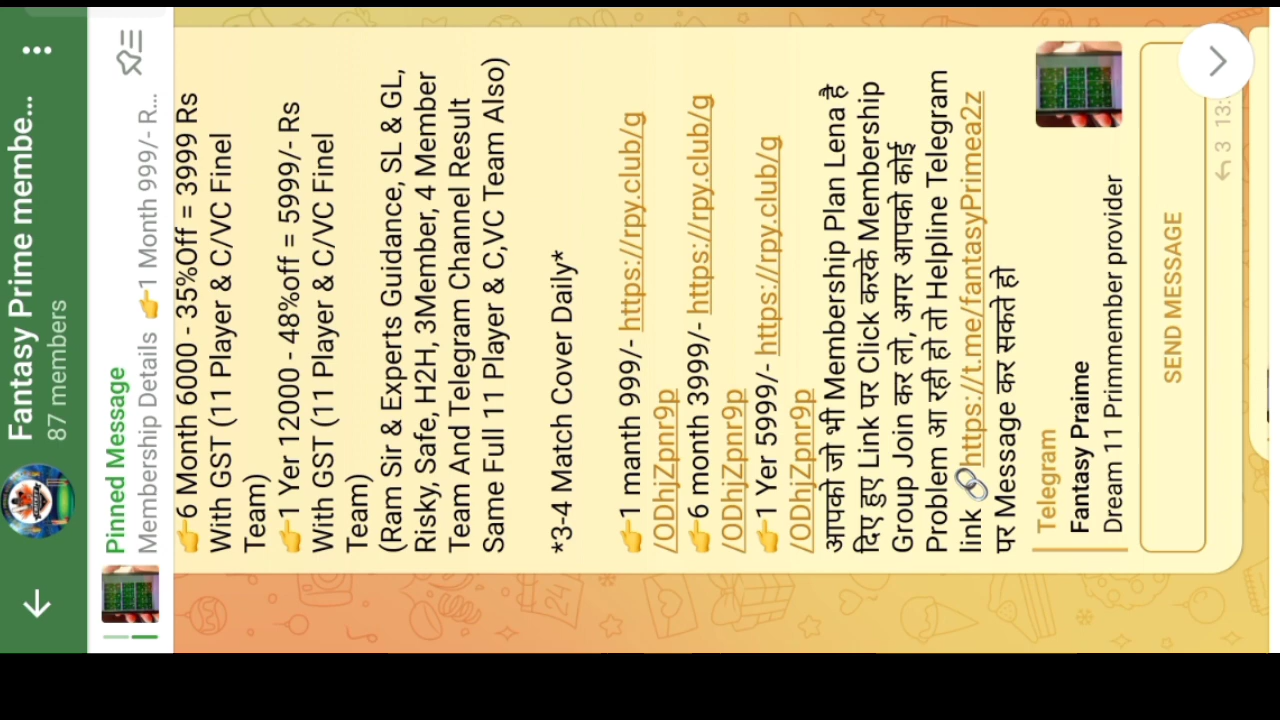 Fantasy Prime membe...
87 members
Pinned Message
Membership Details 👉1 Month 999/- R...
👉6 Month 6000 - 35%Off = 3999 Rs
With GST (11 Player & C/VC Finel
Team)
👉1 Yer 12000 - 48%off = 5999/- Rs
With GST (11 Player & C/VC Finel
Team)
(Ram Sir & Experts Guidance, SL & GL,
Risky, Safe, H2H, 3Member, 4 Member
Team And Telegram Channel Result
Same Full 11 Player & C,VC Team Also)
*3-4 Match Cover Daily*
👉1 manth 999/- https://rpy.club/g
/ODhjZpnr9p
👉6 month 3999/- https://rpy.club/g
/ODhjZpnr9p
👉1 Yer 5999/- https://rpy.club/g
/ODhjZpnr9p
आपको जो भी Membership Plan Lena है
दिए हुए Link पर Click करके Membership
Group Join कर लो, अगर आपको कोई
Problem आ रही हो तो Helpline Telegram
link 🔗https://t.me/fantasyPrimea2z
पर Message कर सकते हो
Telegram
Fantasy Praime
Dream 11 Primmember provider
3 13:
SEND MESSAGE